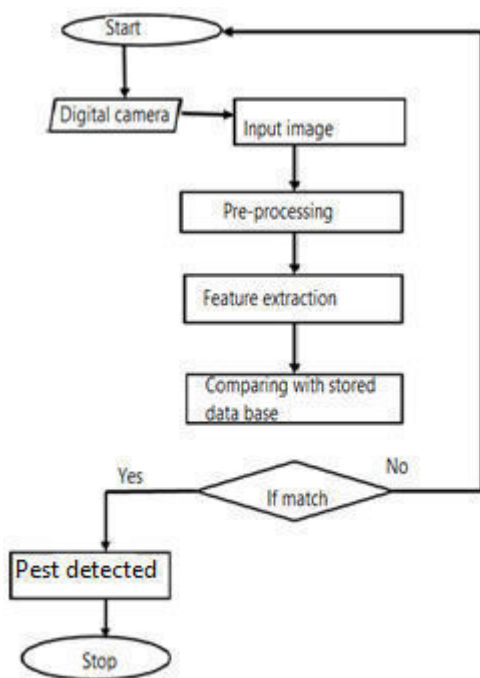 Start
Digital camera
Input image
Pre-processing
Feature extraction
Comparing with stored
data base
Yes
No
If match
Pest detected
Stop